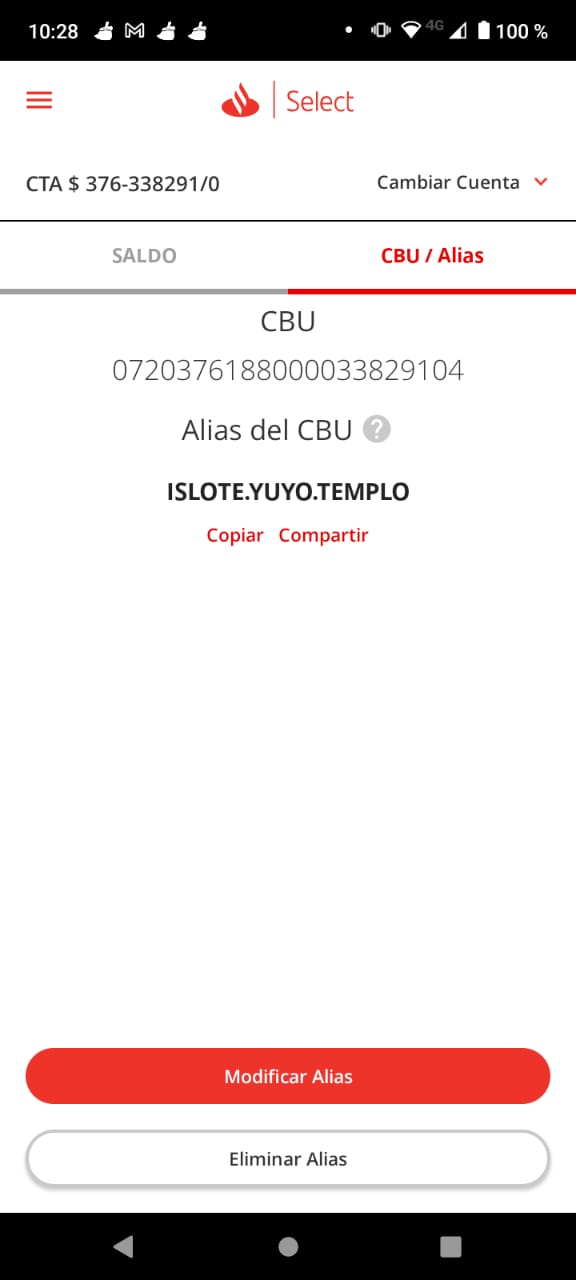 10:28
4G
100 %
Select
CTA $ 376-338291/0
Cambiar Cuenta
SALDO
CBU / Alias
CBU
0720376188000033829104
Alias del CBU ?
ISLOTE.YUYO.TEMPLO
Copiar Compartir
Modificar Alias
Eliminar Alias